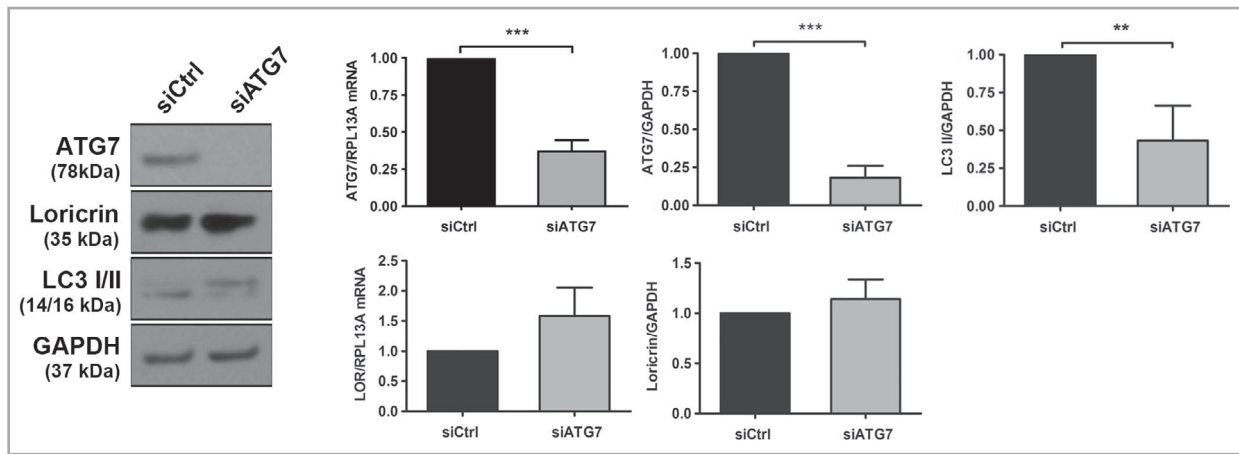 siCtrl
siATG7
ATG7
(78kDa)
Loricrin
(35 kDa)
LC3 I/II
(14/16 kDa)
GAPDH
(37 kDa)
ATG7/RPL13A mRNA
1.00
0.75
0.50
0.25
0.00
***
siCtrl
siATG7
ATG7/GAPDH
1.00
0.75
0.50
0.25
0.00
***
siCtrl
siATG7
LC3 II/GAPDH
1.00
0.75
0.50
0.25
0.00
**
siCtrl
siATG7
LOR/RPL13A mRNA
2.5
2.0
1.5
1.0
0.5
0.0
siCtrl
siATG7
Loricrin/GAPDH
1.5
1.0
0.5
0.0
siCtrl
siATG7